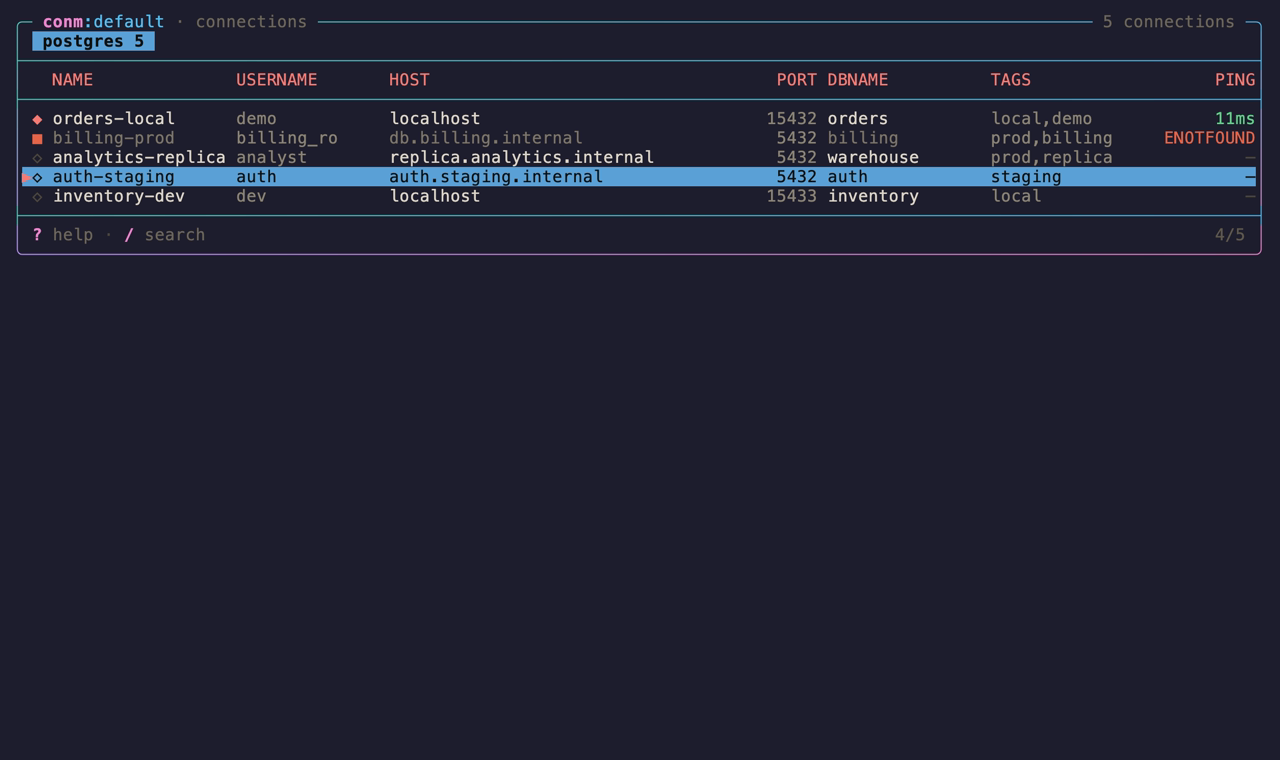 conm:default · connections 5 connections
postgres 5
NAME USERNAME HOST PORT DBNAME TAGS PING
◆ orders-local demo localhost 15432 orders local,demo 11ms
■ billing-prod billing_ro db.billing.internal 5432 billing prod,billing ENOTFOUND
◇ analytics-replica analyst replica.analytics.internal 5432 warehouse prod,replica —
▶◇ auth-staging auth auth.staging.internal 5432 auth staging —
◇ inventory-dev dev localhost 15433 inventory local —
? help · / search 4/5